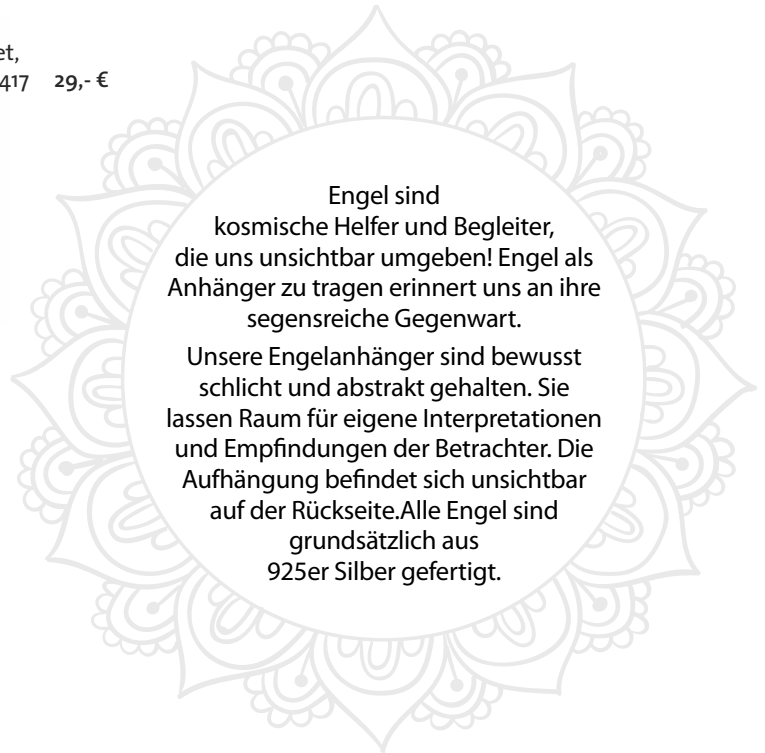 et,
417 29,- €
Engel sind
kosmische Helfer und Begleiter,
die uns unsichtbar umgeben! Engel als
Anhänger zu tragen erinnert uns an ihre
segensreiche Gegenwart.
Unsere Engelanhänger sind bewusst
schlicht und abstrakt gehalten. Sie
lassen Raum für eigene Interpretationen
und Empfindungen der Betrachter. Die
Aufhängung befindet sich unsichtbar
auf der Rückseite.Alle Engel sind
grundsätzlich aus
925er Silber gefertigt.